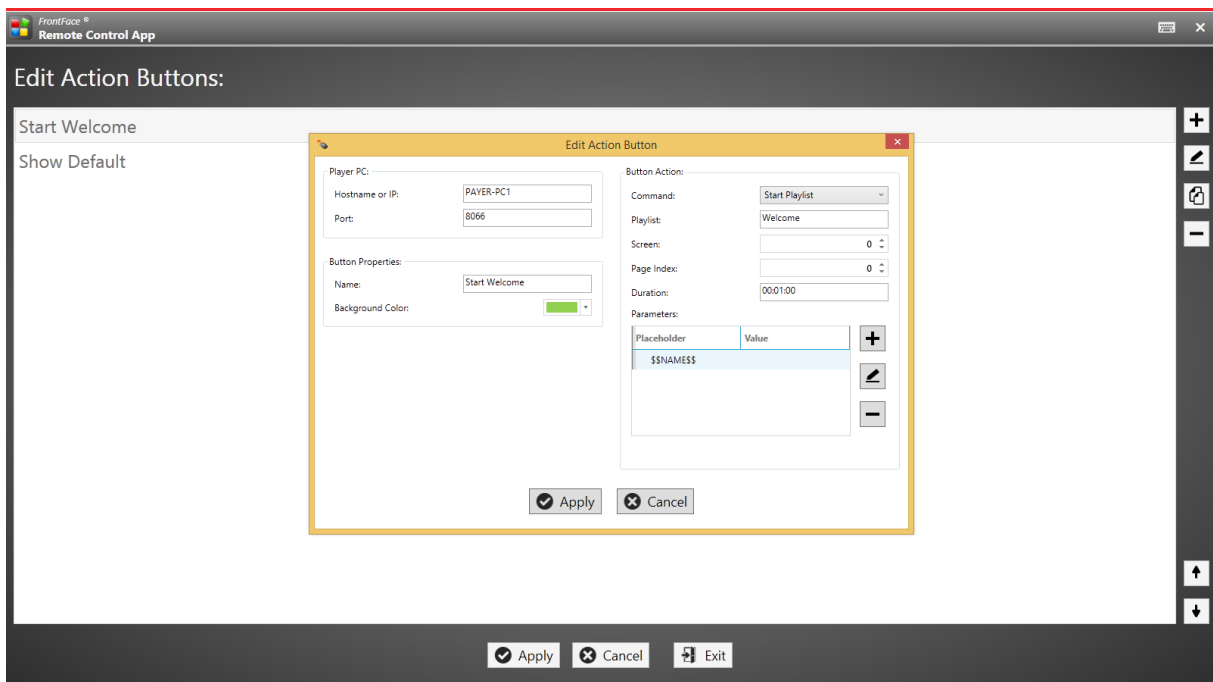 FrontFace ®
Remote Control App
Edit Action Buttons:
Start Welcome
Show Default
Edit Action Button
Player PC:
Hostname or IP: PAYER-PC1
Port: 8066
Button Properties:
Name: Start Welcome
Background Color:
Button Action:
Command: Start Playlist
Playlist: Welcome
Screen: 0
Page Index: 0
Duration: 00:01:00
Parameters:
Placeholder Value
$$NAME$$
Apply Cancel
Apply Cancel Exit